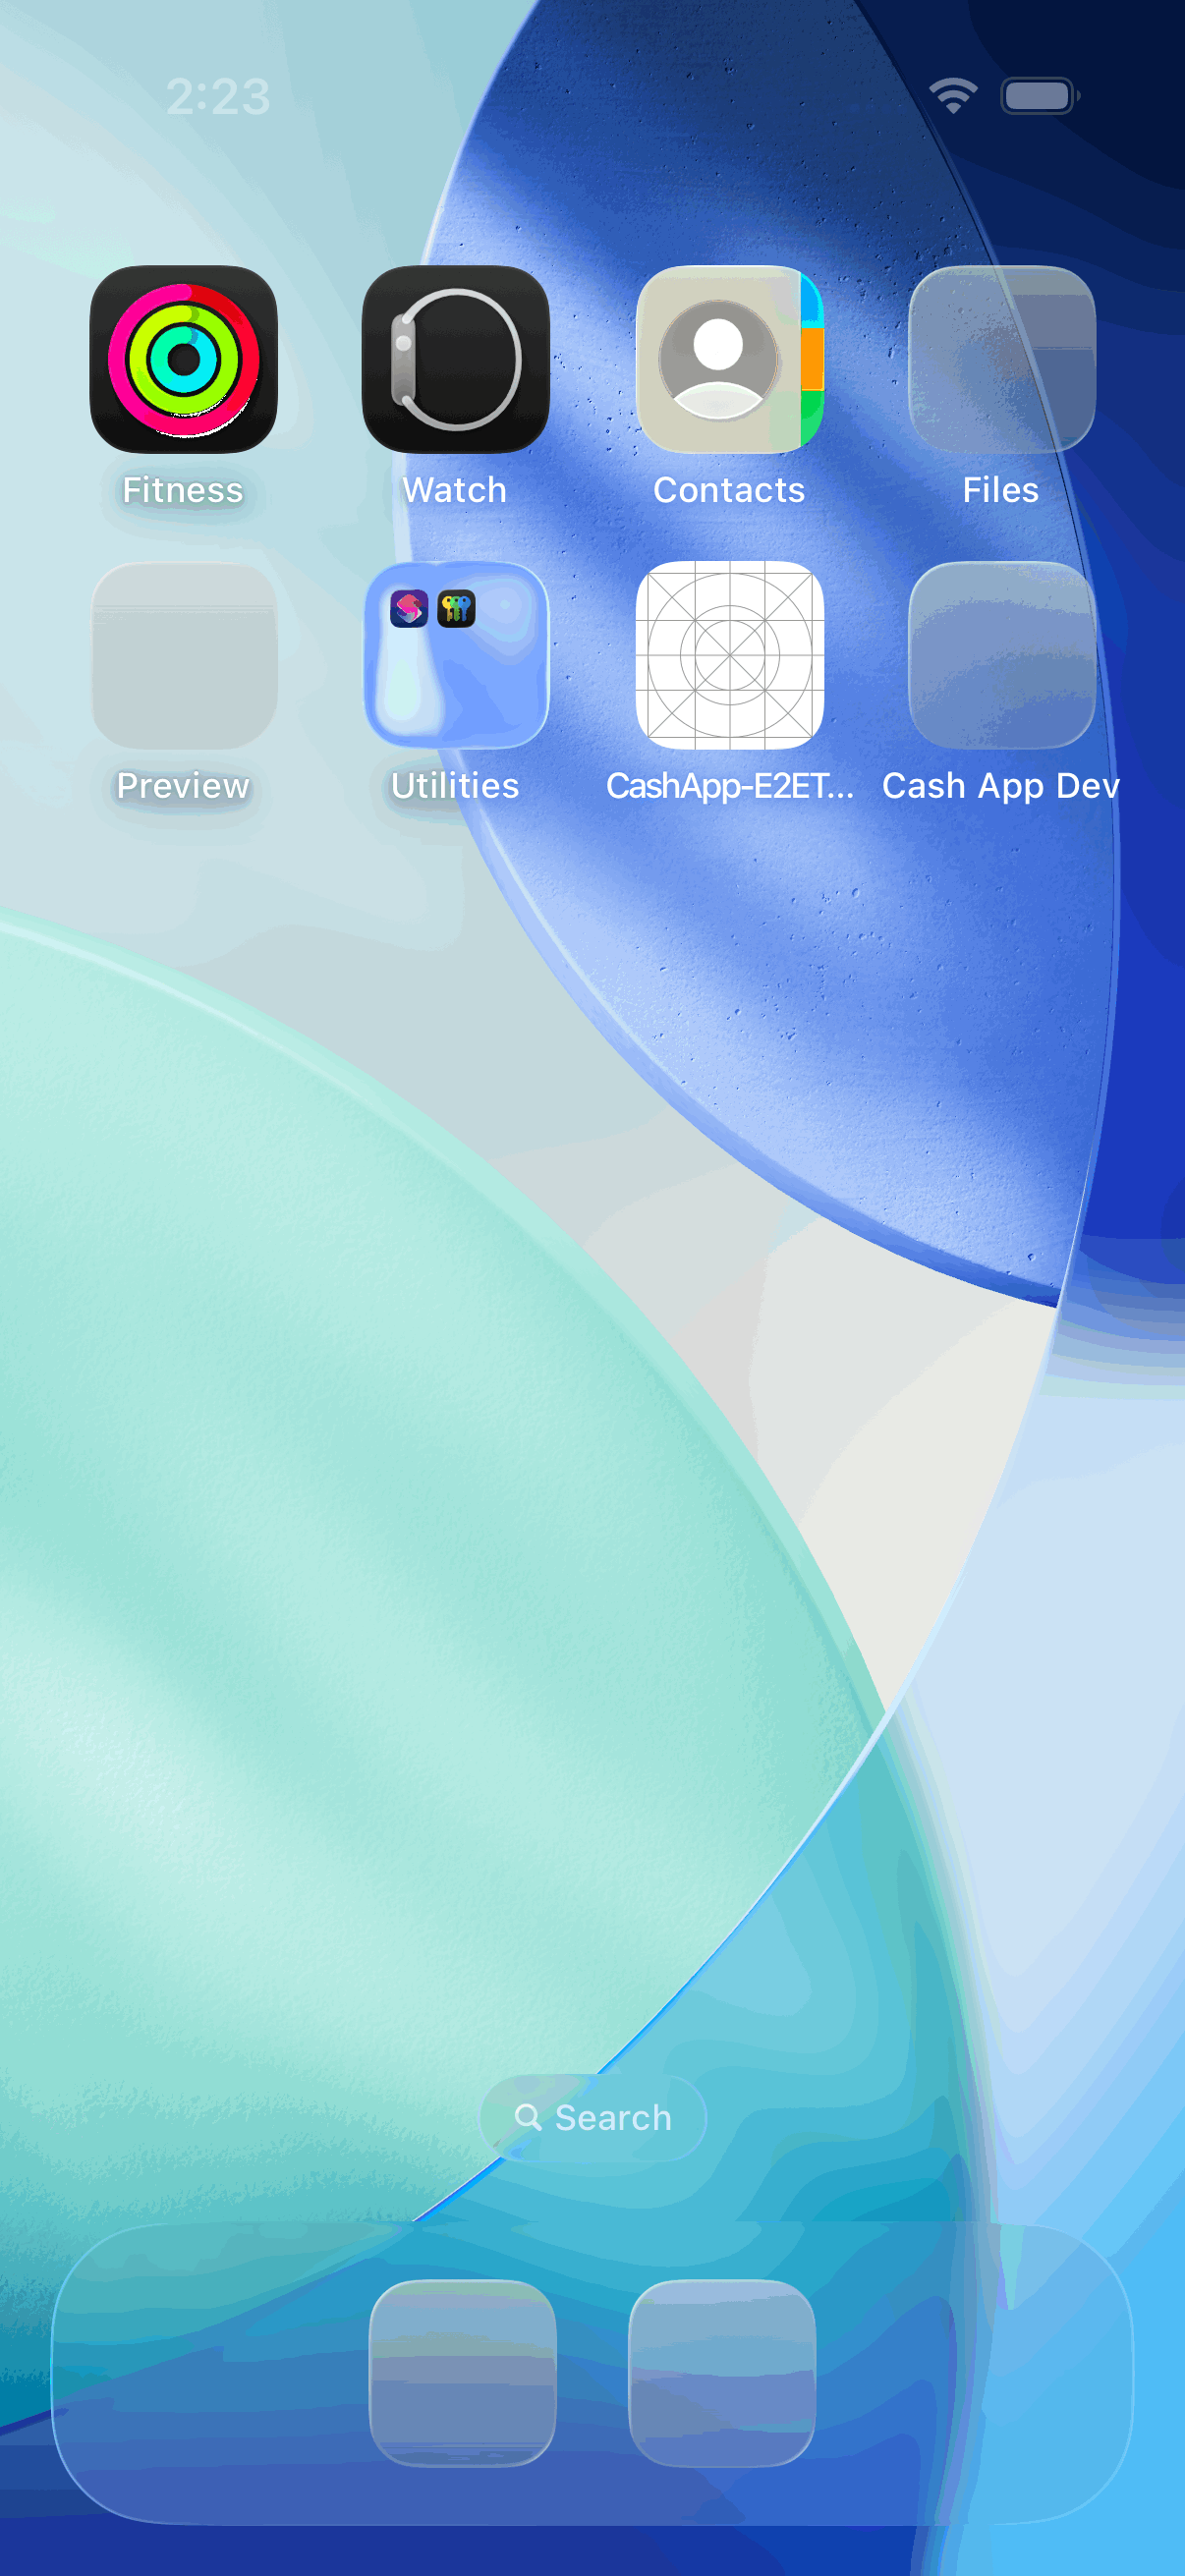 2:23
Fitness
Watch
Contacts
Files
Preview
Utilities
CashApp-E2ET...
Cash App Dev
Search